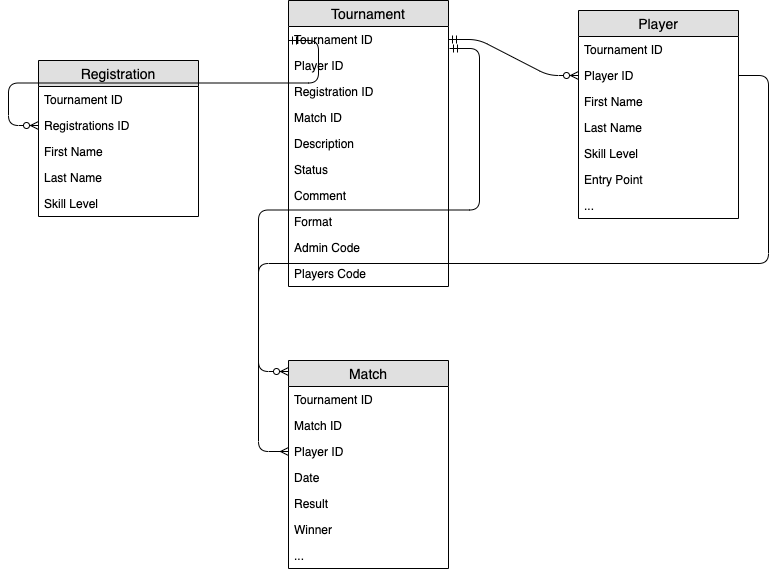 Tournament
Tournament ID
Player ID
Registration ID
Match ID
Description
Status
Comment
Format
Admin Code
Players Code
Player
Tournament ID
Player ID
First Name
Last Name
Skill Level
Entry Point
...
Registration
Tournament ID
Registrations ID
First Name
Last Name
Skill Level
Match
Tournament ID
Match ID
Player ID
Date
Result
Winner
...